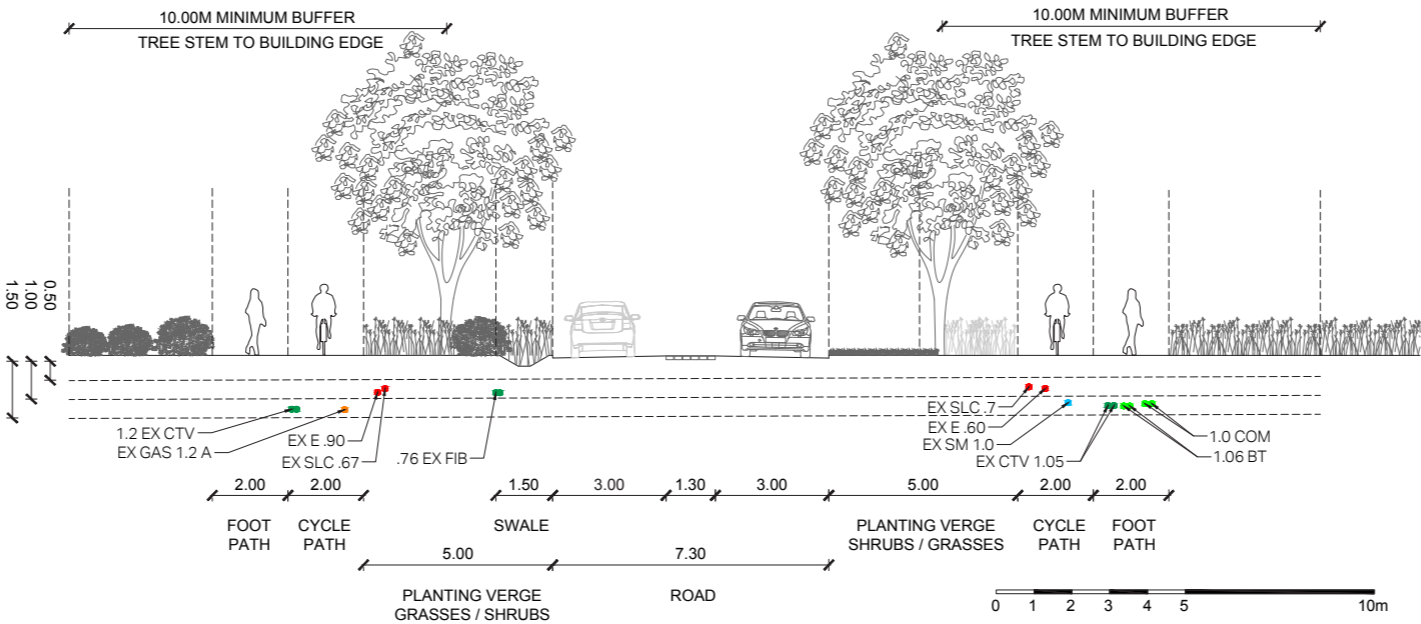 10.00M MINIMUM BUFFER
TREE STEM TO BUILDING EDGE
10.00M MINIMUM BUFFER
TREE STEM TO BUILDING EDGE
0.50
1.00
1.50
1.2 EX CTV
EX GAS 1.2 A
EX E .90
EX SLC .67
.76 EX FIB
EX SLC .7
EX E .60
EX SM 1.0
EX CTV 1.05
1.0 COM
1.06 BT
2.00
2.00
1.50
3.00
1.30
3.00
5.00
2.00
2.00
FOOT
PATH
CYCLE
PATH
SWALE
PLANTING VERGE
SHRUBS / GRASSES
CYCLE
PATH
FOOT
PATH
5.00
7.30
PLANTING VERGE
GRASSES / SHRUBS
ROAD
0 1 2 3 4 5 10m